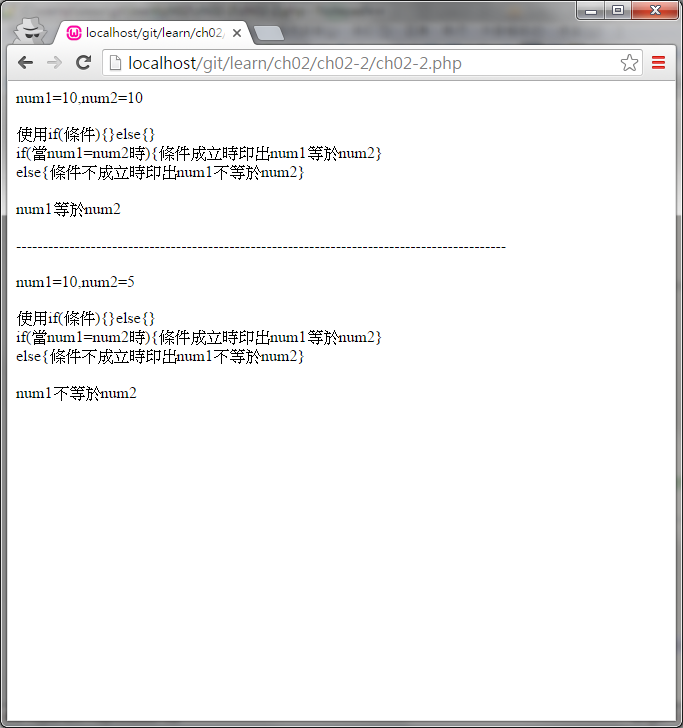 localhost/git/learn/ch02/
localhost/git/learn/ch02/ch02-2/ch02-2.php
num1=10,num2=10
使用if(條件){}else{}
if(當num1=num2時){條件成立時印出num1等於num2}
else{條件不成立時印出num1不等於num2}
num1等於num2
--------------------------------------------------------------------------------------------
num1=10,num2=5
使用if(條件){}else{}
if(當num1=num2時){條件成立時印出num1等於num2}
else{條件不成立時印出num1不等於num2}
num1不等於num2